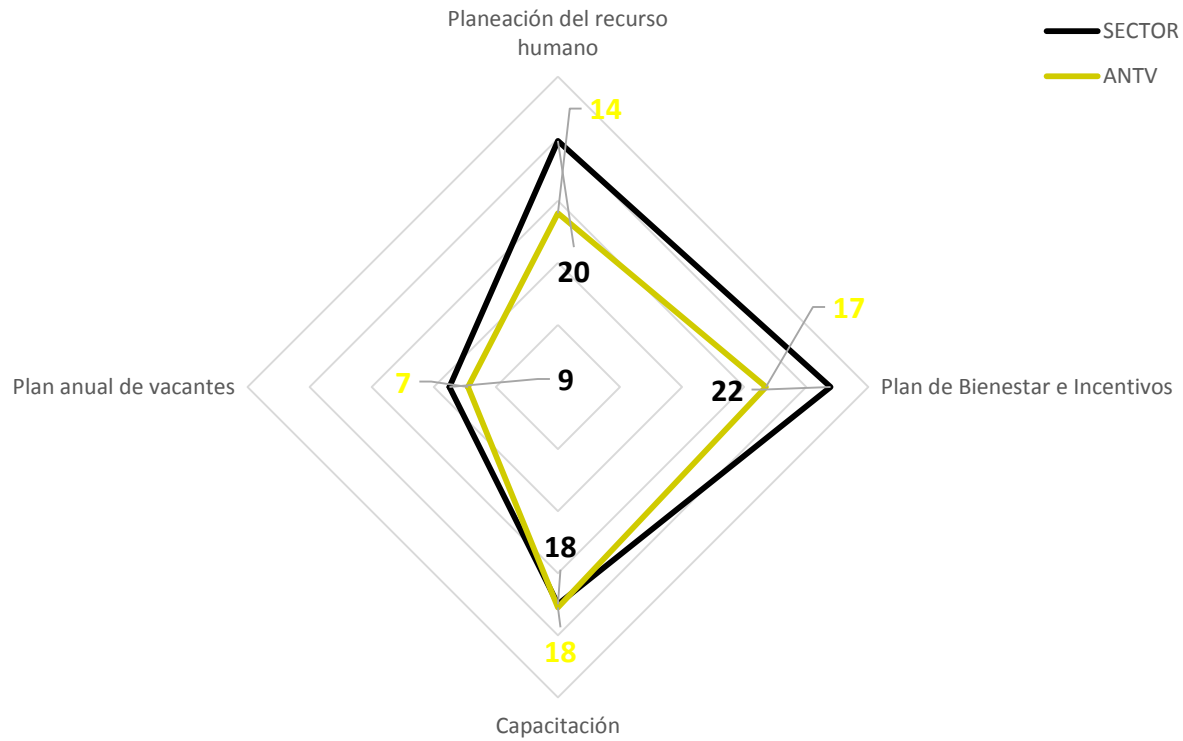 Planeación del recurso
humano
SECTOR
ANTV
14
20
17
Plan anual de vacantes
7
9
22
Plan de Bienestar e Incentivos
18
18
Capacitación